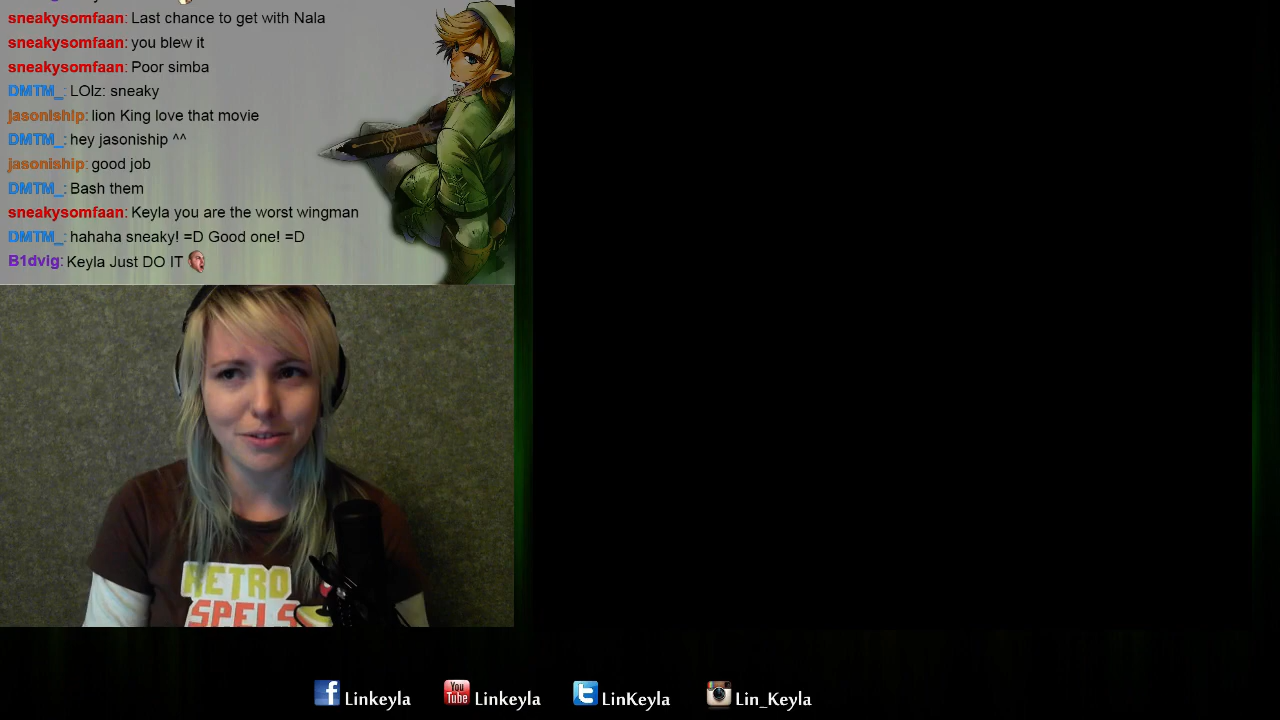 sneakysomfaan: Last chance to get with Nala
sneakysomfaan: you blew it
sneakysomfaan: Poor simba
DMTM_: LOlz: sneaky
jasoniship: lion King love that movie
DMTM_: hey jasoniship ^^
jasoniship: good job
DMTM_: Bash them
sneakysomfaan: Keyla you are the worst wingman
DMTM_: hahaha sneaky! =D Good one! =D
B1dvig: Keyla Just DO IT
RETRO
SPELS
f Linkeyla
You Tube Linkeyla
t LinKeyla
Lin_Keyla